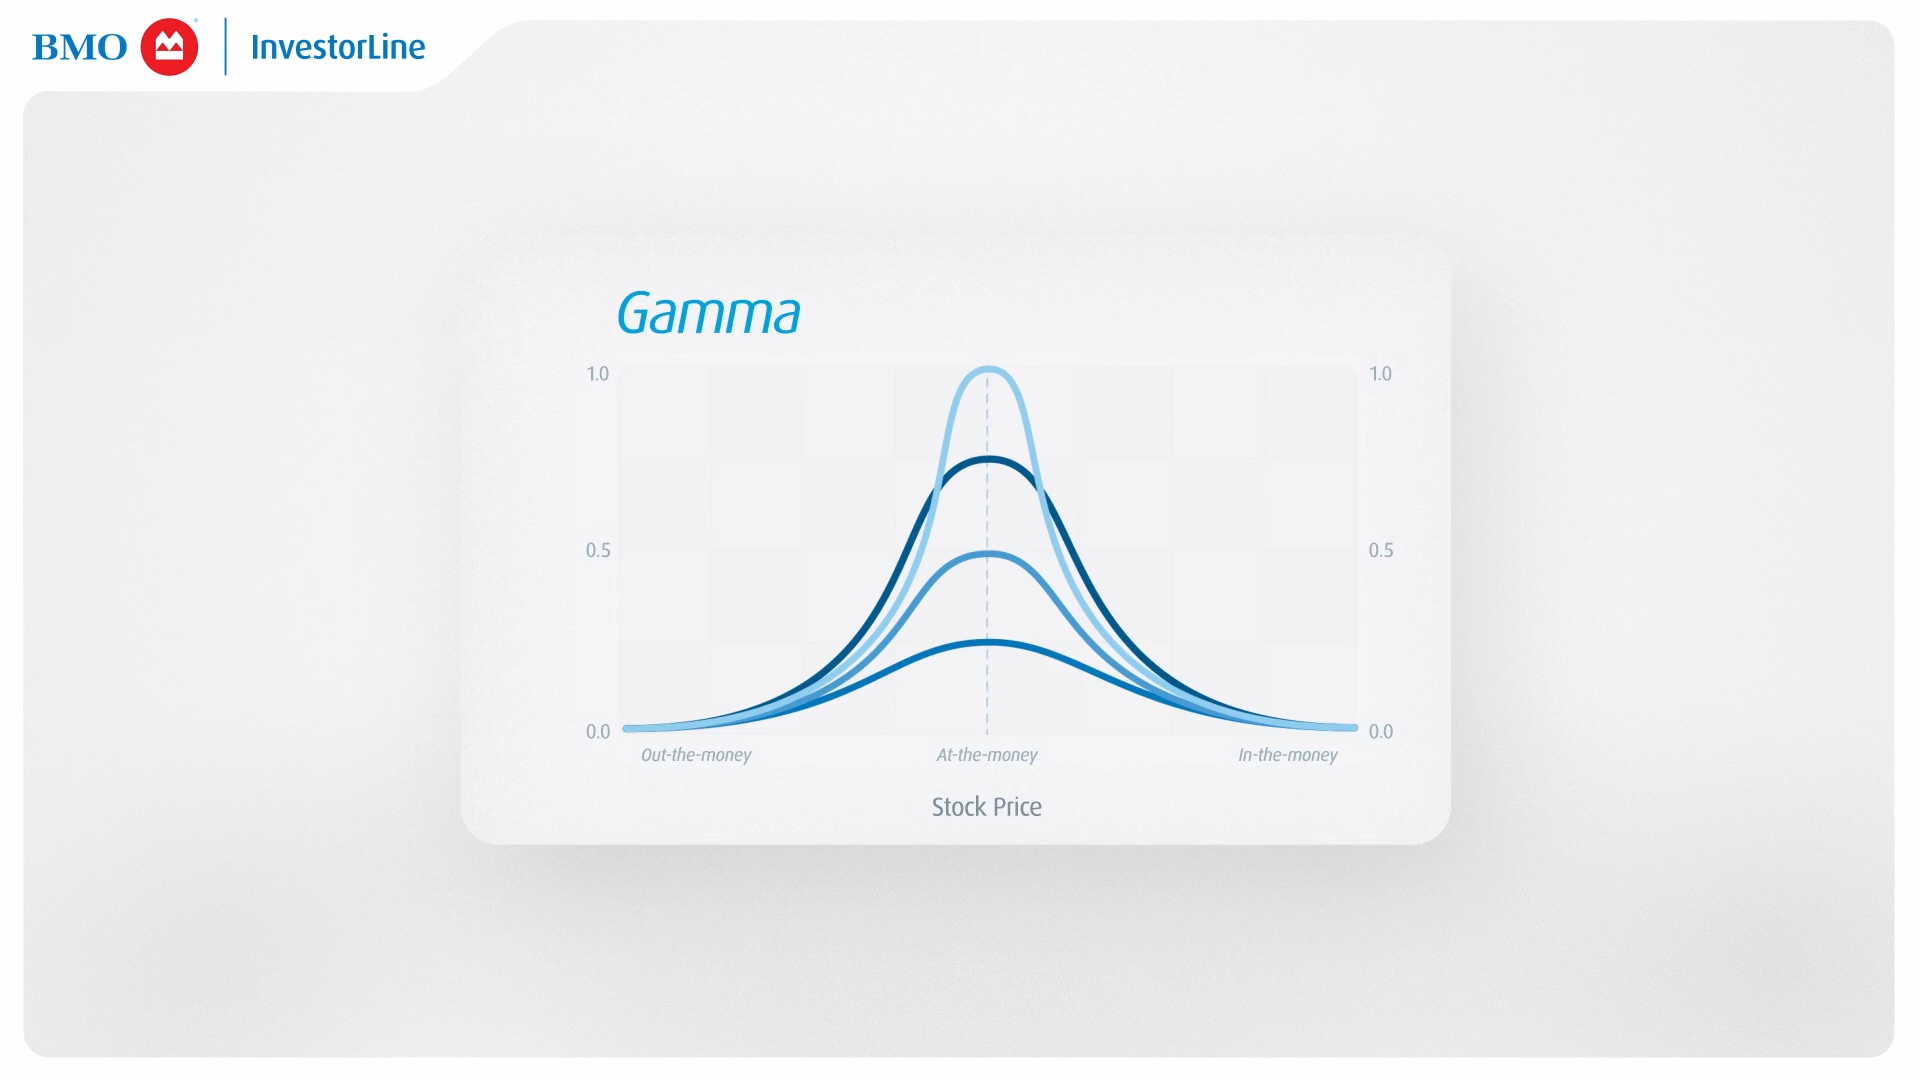 BMO InvestorLine
Gamma
1.0 1.0
0.5 0.5
0.0 0.0
Out-the-money At-the-money In-the-money
Stock Price